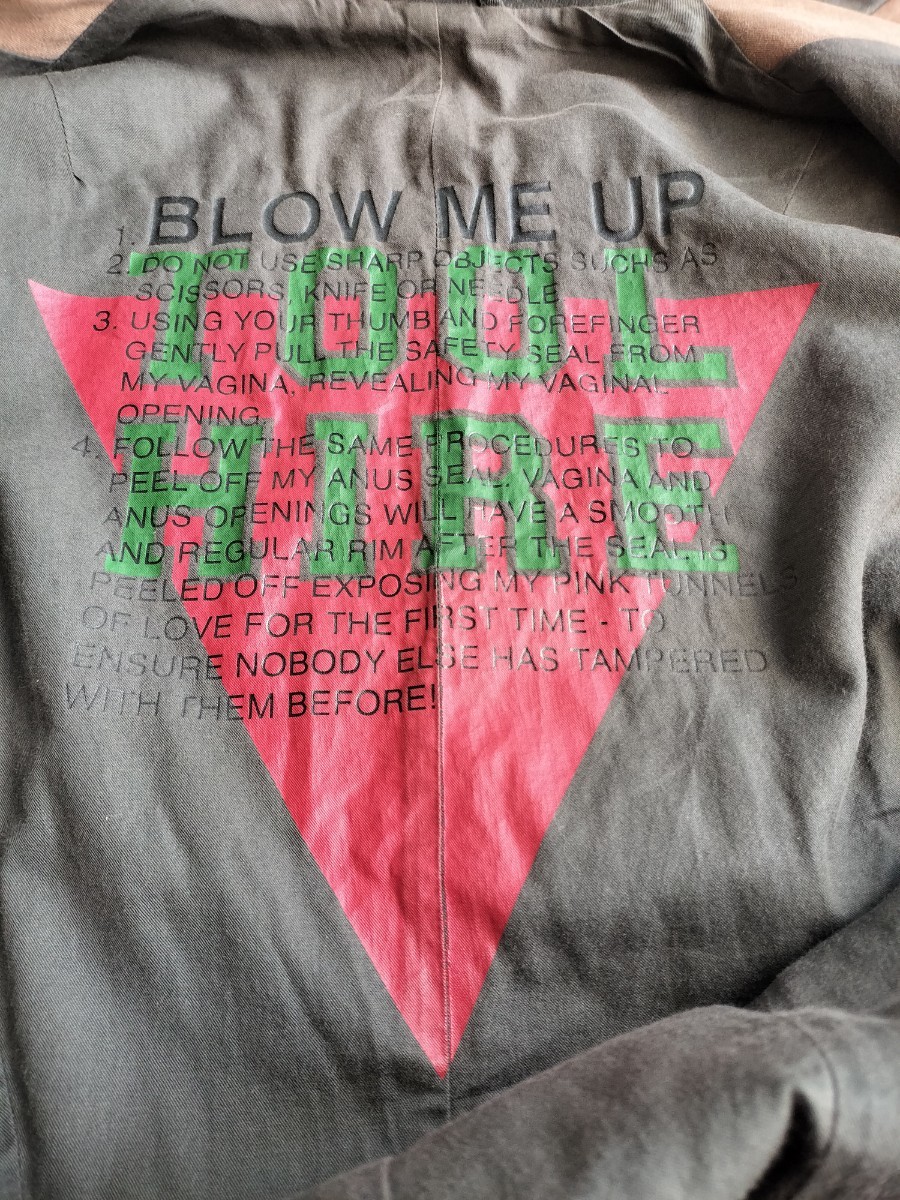 1. BLOW ME UP
TOOL
2. DO NOT USE SHARP OBJECTS SUCHS AS
SCISSORS, KNIFE OR NEEDLE
3. USING YOUR THUMB AND FOREFINGER
GENTLY PULL THE SAFETY SEAL FROM
MY VAGINA, REVEALING MY VAGINAL
OPENING.
HIRE
4. FOLLOW THE SAME PROCEDURES TO
PEEL OFF MY ANUS SEAL. VAGINA AND
ANUS OPENINGS WILL HAVE A SMOOTH
AND REGULAR RIM AFTER THE SEAL IS
PEELED OFF EXPOSING MY PINK TUNNELS
OF LOVE FOR THE FIRST TIME - TO
ENSURE NOBODY ELSE HAS TAMPERED
WITH THEM BEFORE!